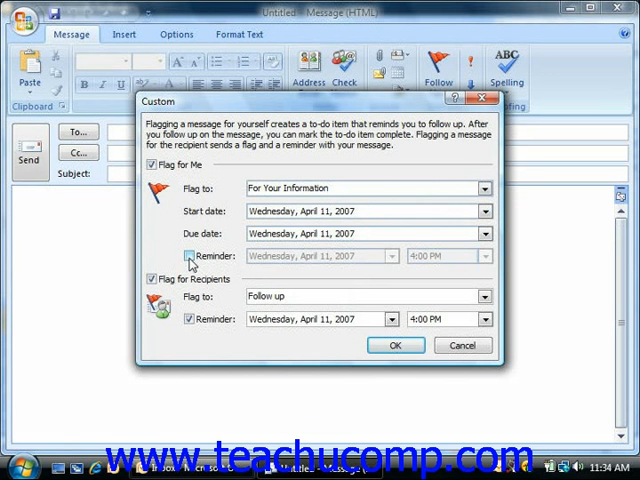 Untitled - Message (HTML)
Message Insert Options Format Text
Paste
B I
Address Check
Follow
ABC
Spelling
Clipboard
Custom
Flagging a message for yourself creates a to-do item that reminds you to follow up. After
you follow up on the message, you can mark the to-do item complete. Flagging a message
for the recipient sends a flag and a reminder with your message.
Flag for Me
Flag to: For Your Information
Start date: Wednesday, April 11, 2007
Due date: Wednesday, April 11, 2007
Reminder: Wednesday, April 11, 2007 4:00 PM
Flag for Recipients
Flag to: Follow up
Reminder: Wednesday, April 11, 2007 4:00 PM
OK Cancel
Send
To...
Cc...
Subject:
www.teachucomp.com
Inbox - Microsoft
Untitled - Message
11:34 AM